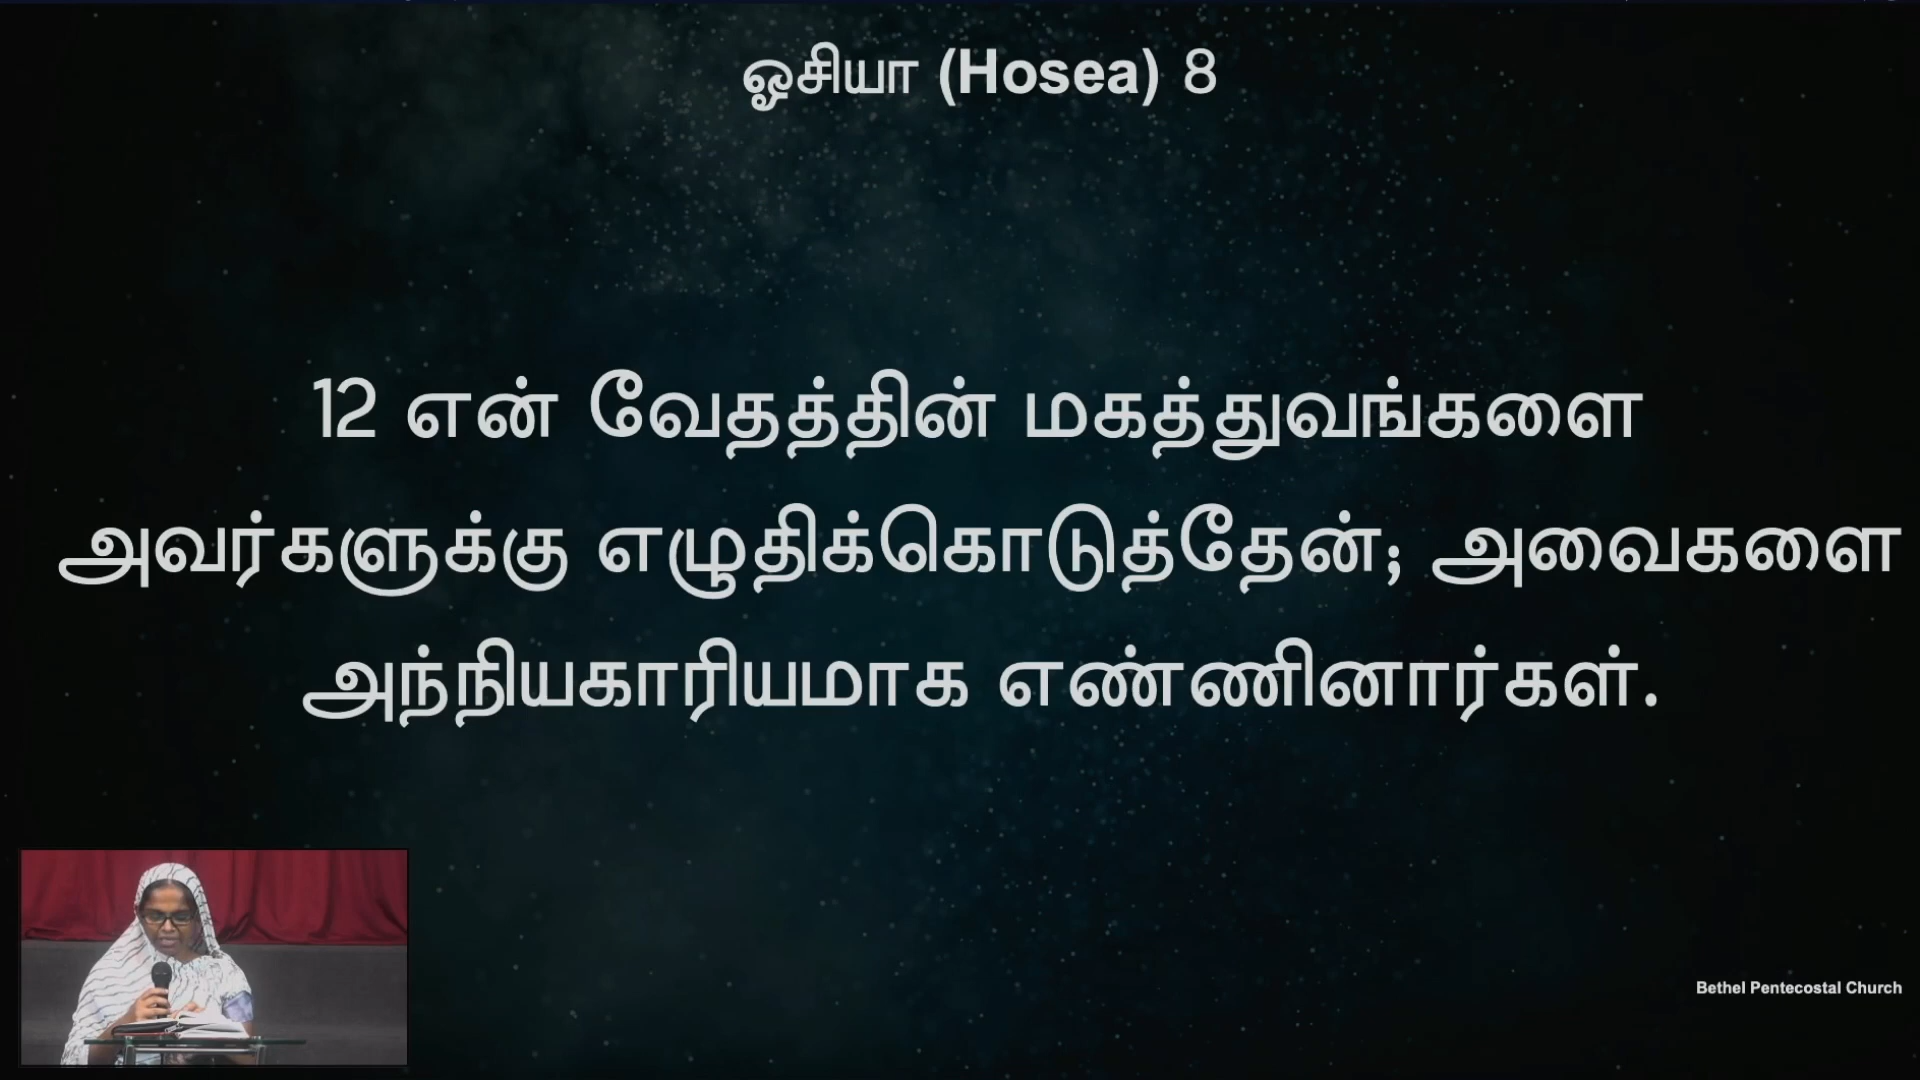 ஓசியா (Hosea) 8
12 என் வேதத்தின் மகத்துவங்களை
அவர்களுக்கு எழுதிக்கொடுத்தேன்; அவைகளை
அந்நியகாரியமாக எண்ணினார்கள்.
Bethel Pentecostal Church